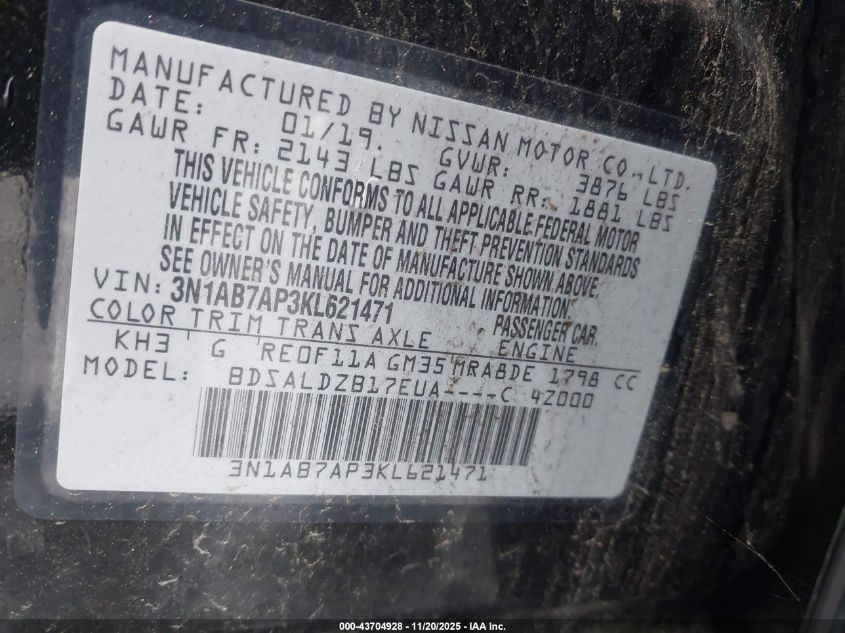 MANUFACTURED BY NISSAN MOTOR CO.,LTD.
DATE: 01/19. GVWR: 3876 LBS
GAWR FR: 2143 LBS GAWR RR: 1881 LBS
THIS VEHICLE CONFORMS TO ALL APPLICABLE FEDERAL MOTOR
VEHICLE SAFETY, BUMPER AND THEFT PREVENTION STANDARDS
IN EFFECT ON THE DATE OF MANUFACTURE SHOWN ABOVE.
SEE OWNER'S MANUAL FOR ADDITIONAL INFORMATION.
VIN: 3N1AB7AP3KL621471 PASSENGER CAR.
COLOR TRIM TRANS AXLE ENGINE
KH3 G RE0F11A GM35 MRA8DE 1798 CC
MODEL: BDSALDZB17EUA----C 4Z000
3N1AB7AP3KL621471
000-43704928 - 11/20/2025 - IAA Inc.